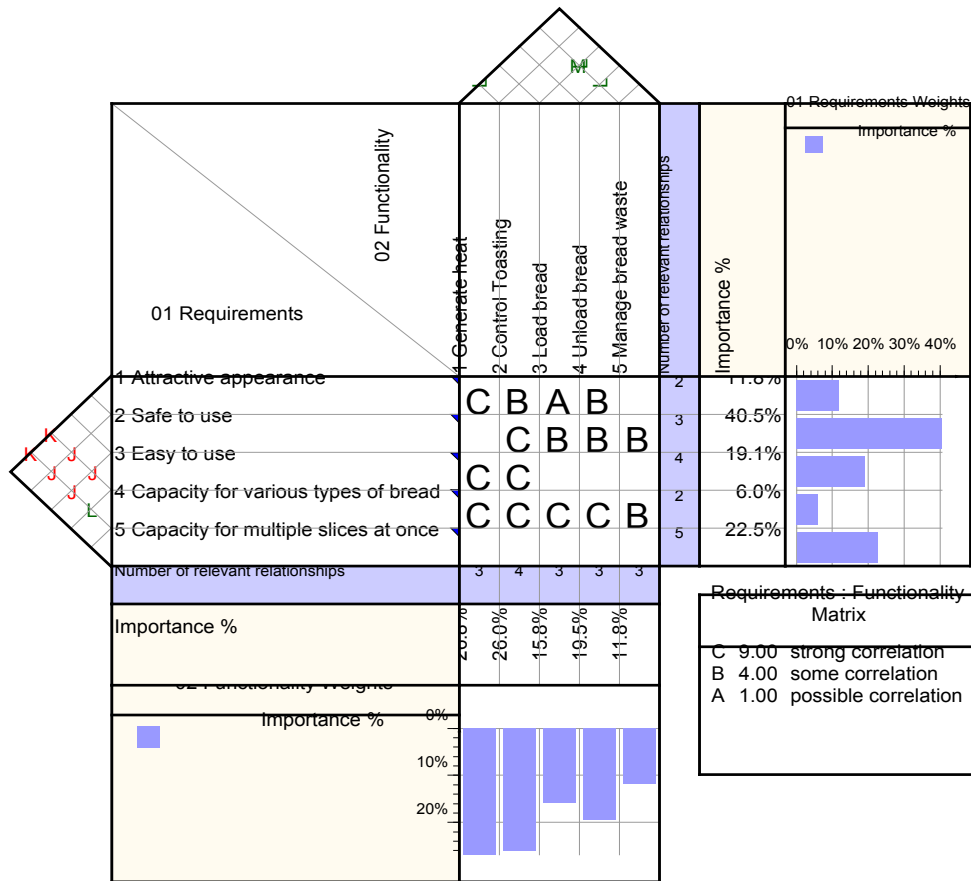 L M L
01 Requirements Weights
Importance %
02 Functionality
01 Requirements
1 Generate heat
2 Control Toasting
3 Load bread
4 Unload bread
5 Manage bread waste
Number of relevant relationships
Importance %
0% 10% 20% 30% 40%
1 Attractive appearance
2 Safe to use
3 Easy to use
4 Capacity for various types of bread
5 Capacity for multiple slices at once
K
K J
J J
J
L
C B A B
C B B B
C C
C C C C B
2
3
4
2
5
11.8%
40.5%
19.1%
6.0%
22.5%
Number of relevant relationships 3 4 3 3 3
Importance % 26.0% 15.8% 19.5% 11.8%
02 Functionality Weights
Importance %
0%
10%
20%
Requirements : Functionality
Matrix
C 9.00 strong correlation
B 4.00 some correlation
A 1.00 possible correlation